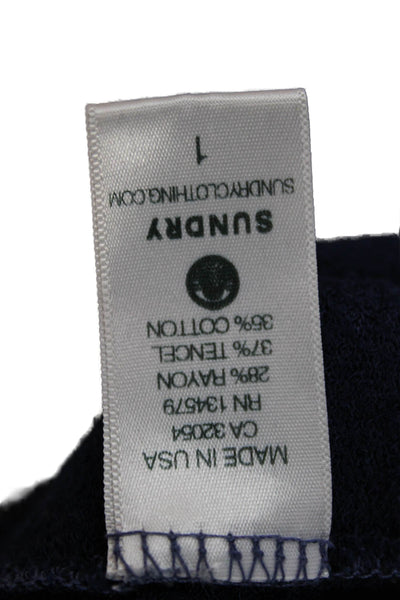 MADE IN USA
CA 32054
RN 134579
28% RAYON
37% TENCEL
35% COTTON
SUNDRY
SUNDRYCLOTHING.COM
1